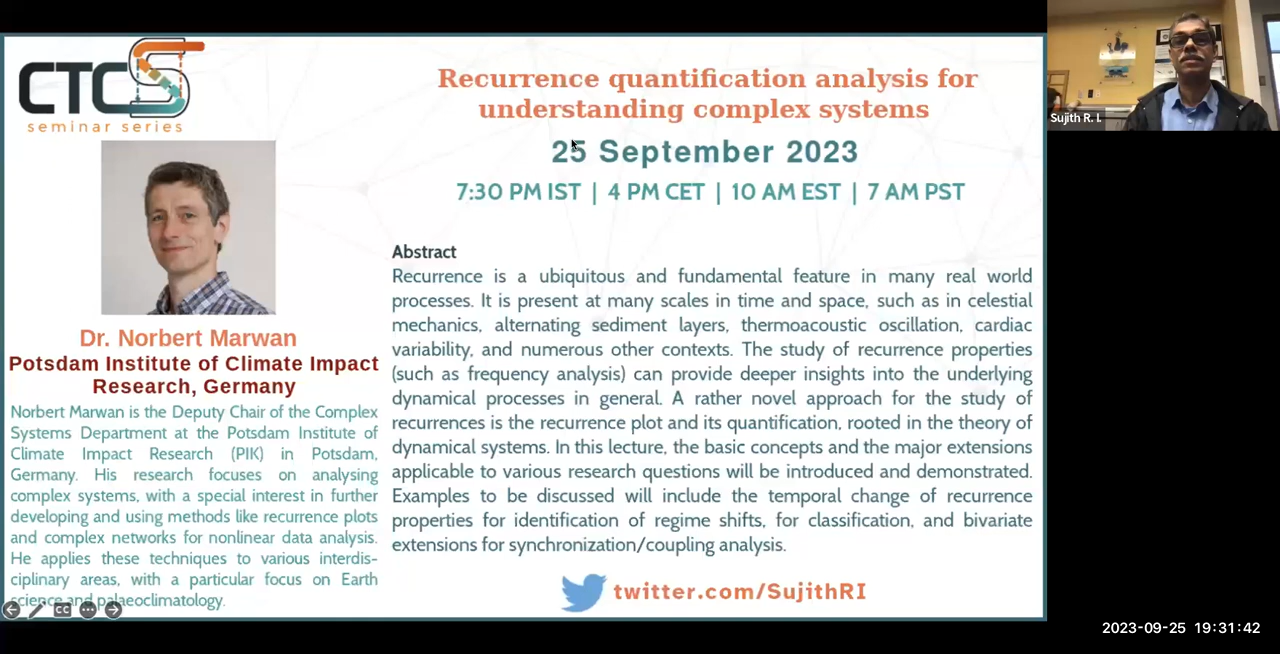 CTCS
seminar series
Recurrence quantification analysis for
understanding complex systems
25 September 2023
7:30 PM IST | 4 PM CET | 10 AM EST | 7 AM PST
Dr. Norbert Marwan
Potsdam Institute of Climate Impact
Research, Germany
Norbert Marwan is the Deputy Chair of the Complex
Systems Department at the Potsdam Institute of
Climate Impact Research (PIK) in Potsdam,
Germany. His research focuses on analysing
complex systems, with a special interest in further
developing and using methods like recurrence plots
and complex networks for nonlinear data analysis.
He applies these techniques to various interdis-
ciplinary areas, with a particular focus on Earth
science and palaeoclimatology.
Abstract
Recurrence is a ubiquitous and fundamental feature in many real world
processes. It is present at many scales in time and space, such as in celestial
mechanics, alternating sediment layers, thermoacoustic oscillation, cardiac
variability, and numerous other contexts. The study of recurrence properties
(such as frequency analysis) can provide deeper insights into the underlying
dynamical processes in general. A rather novel approach for the study of
recurrences is the recurrence plot and its quantification, rooted in the theory of
dynamical systems. In this lecture, the basic concepts and the major extensions
applicable to various research questions will be introduced and demonstrated.
Examples to be discussed will include the temporal change of recurrence
properties for identification of regime shifts, for classification, and bivariate
extensions for synchronization/coupling analysis.
twitter.com/SujithRI
CC
Sujith R. I.
2023-09-25 19:31:42